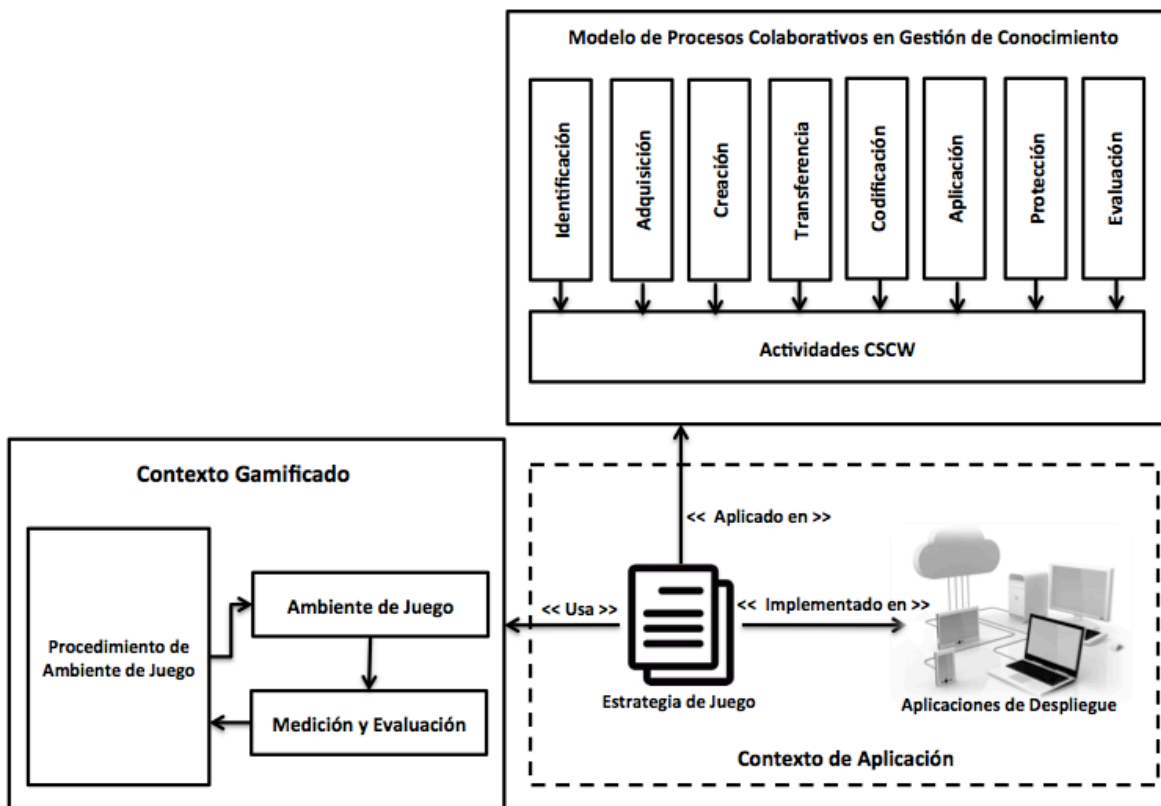 Modelo de Procesos Colaborativos en Gestión de Conocimiento
Identificación
Adquisición
Creación
Transferencia
Codificación
Aplicación
Protección
Evaluación
Actividades CSCW
Contexto Gamificado
Procedimiento de
Ambiente de Juego
Ambiente de Juego
Medición y Evaluación
<< Aplicado en >>
<< Usa >>
<< Implementado en >>
Estrategia de Juego
Aplicaciones de Despliegue
Contexto de Aplicación